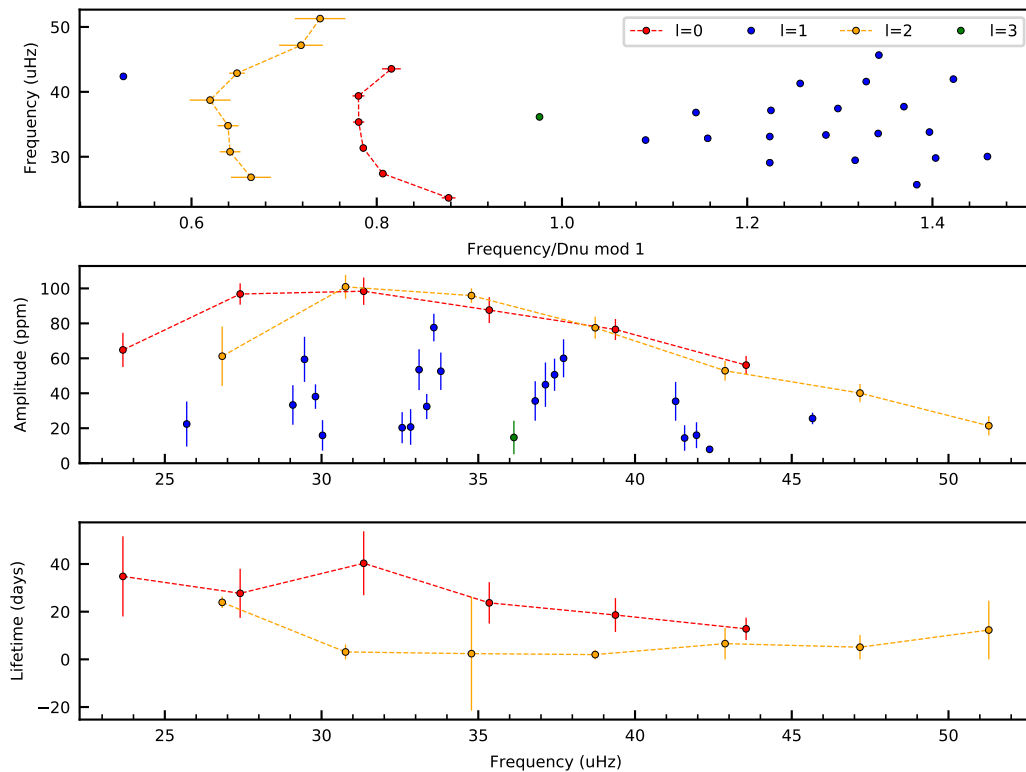 50
40
30
Frequency (uHz)
l=0 l=1 l=2 l=3
0.6 0.8 1.0 1.2 1.4
Frequency/Dnu mod 1
100
80
60
40
20
0
Amplitude (ppm)
25 30 35 40 45 50
40
20
0
−20
Lifetime (days)
25 30 35 40 45 50
Frequency (uHz)